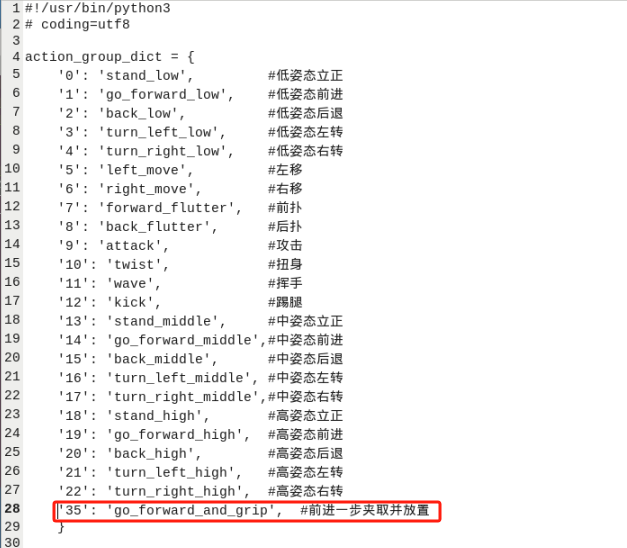 1 #!/usr/bin/python3
2 # coding=utf8
3
4 action_group_dict = {
5     '0': 'stand_low',         #低姿态立正
6     '1': 'go_forward_low',    #低姿态前进
7     '2': 'back_low',          #低姿态后退
8     '3': 'turn_left_low',     #低姿态左转
9     '4': 'turn_right_low',    #低姿态右转
10     '5': 'left_move',         #左移
11     '6': 'right_move',        #右移
12     '7': 'forward_flutter',   #前扑
13     '8': 'back_flutter',      #后扑
14     '9': 'attack',            #攻击
15     '10': 'twist',            #扭身
16     '11': 'wave',             #挥手
17     '12': 'kick',             #踢腿
18     '13': 'stand_middle',     #中姿态立正
19     '14': 'go_forward_middle',#中姿态前进
20     '15': 'back_middle',      #中姿态后退
21     '16': 'turn_left_middle', #中姿态左转
22     '17': 'turn_right_middle',#中姿态右转
23     '18': 'stand_high',       #高姿态立正
24     '19': 'go_forward_high',  #高姿态前进
25     '20': 'back_high',        #高姿态后退
26     '21': 'turn_left_high',   #高姿态左转
27     '22': 'turn_right_high',  #高姿态右转
28     '35': 'go_forward_and_grip',  #前进一步夹取并放置
29     }
30